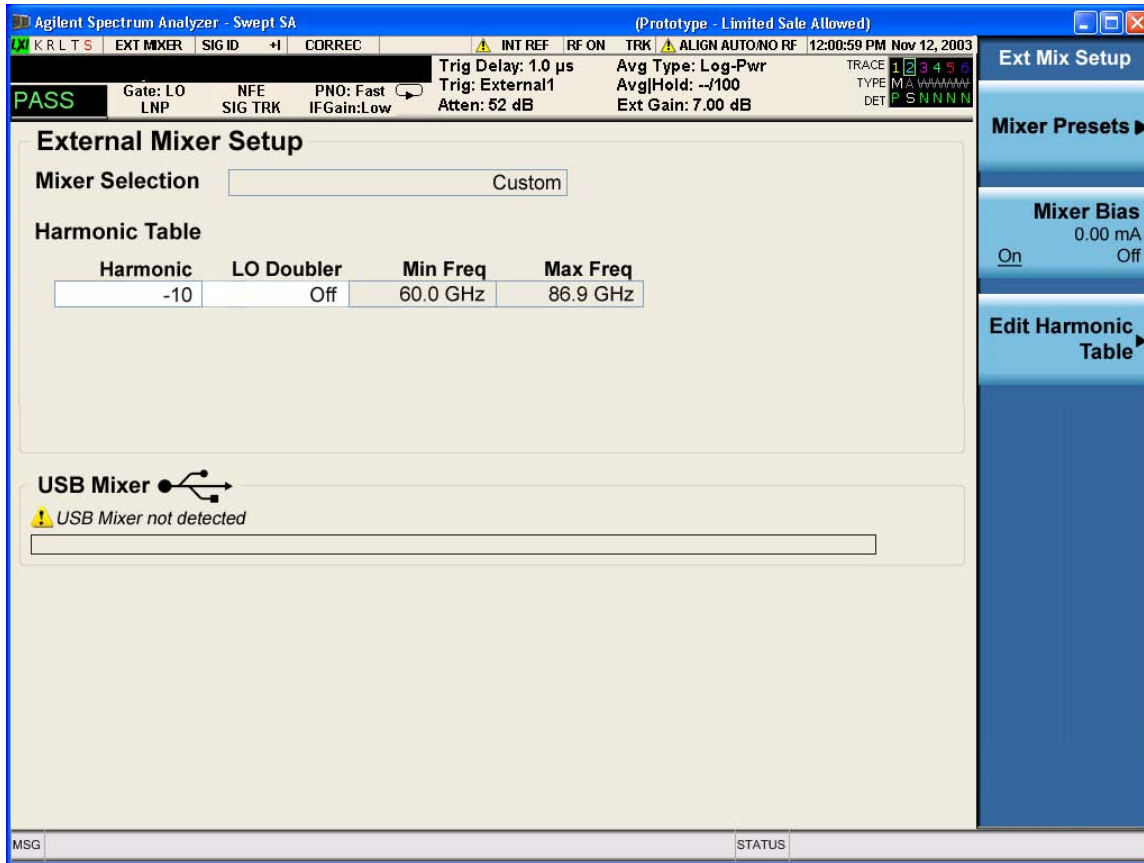 Agilent Spectrum Analyzer - Swept SA (Prototype - Limited Sale Allowed)
LXI K R L T S EXT MIXER SIG ID +I CORREC INT REF RF ON TRK ALIGN AUTO/NO RF 12:00:59 PM Nov 12, 2003
PASS
Gate: LO
LNP
NFE
SIG TRK
PNO: Fast
IFGain:Low
Trig Delay: 1.0 µs
Trig: External1
Atten: 52 dB
Avg Type: Log-Pwr
Avg|Hold: --/100
Ext Gain: 7.00 dB
TRACE 1 2 3 4 5 6
TYPE M A W W W W
DET P S N N N N
Ext Mix Setup
Mixer Presets
Mixer Bias
0.00 mA
On Off
Edit Harmonic
Table
External Mixer Setup
Mixer Selection Custom
Harmonic Table
Harmonic LO Doubler Min Freq Max Freq
-10 Off 60.0 GHz 86.9 GHz
USB Mixer
USB Mixer not detected
MSG STATUS